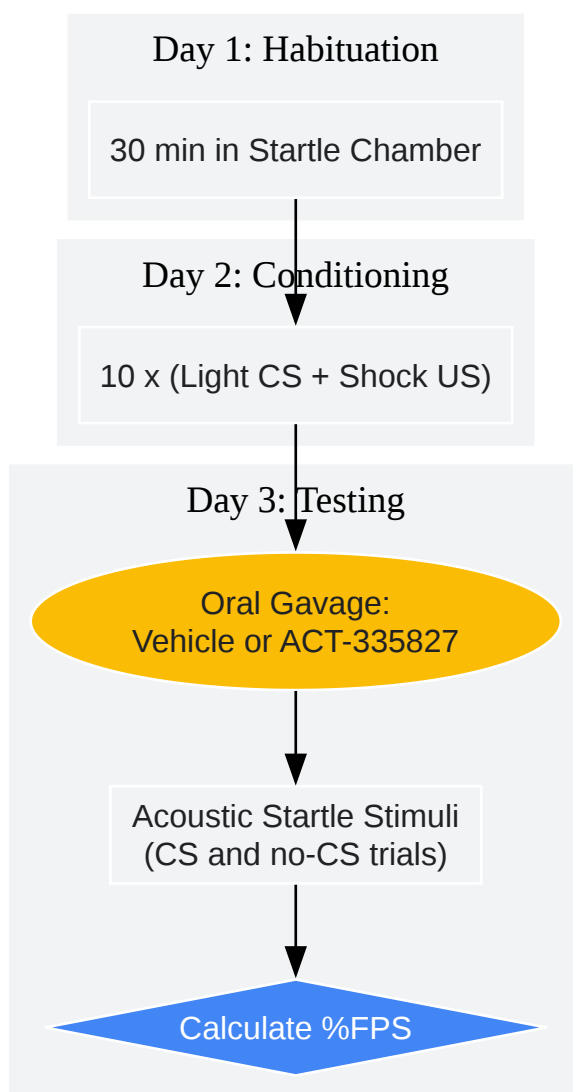 Day 1: Habituation
30 min in Startle Chamber
Day 2: Conditioning
10 x (Light CS + Shock US)
Day 3: Testing
Oral Gavage:
Vehicle or ACT-335827
Acoustic Startle Stimuli
(CS and no-CS trials)
Calculate %FPS